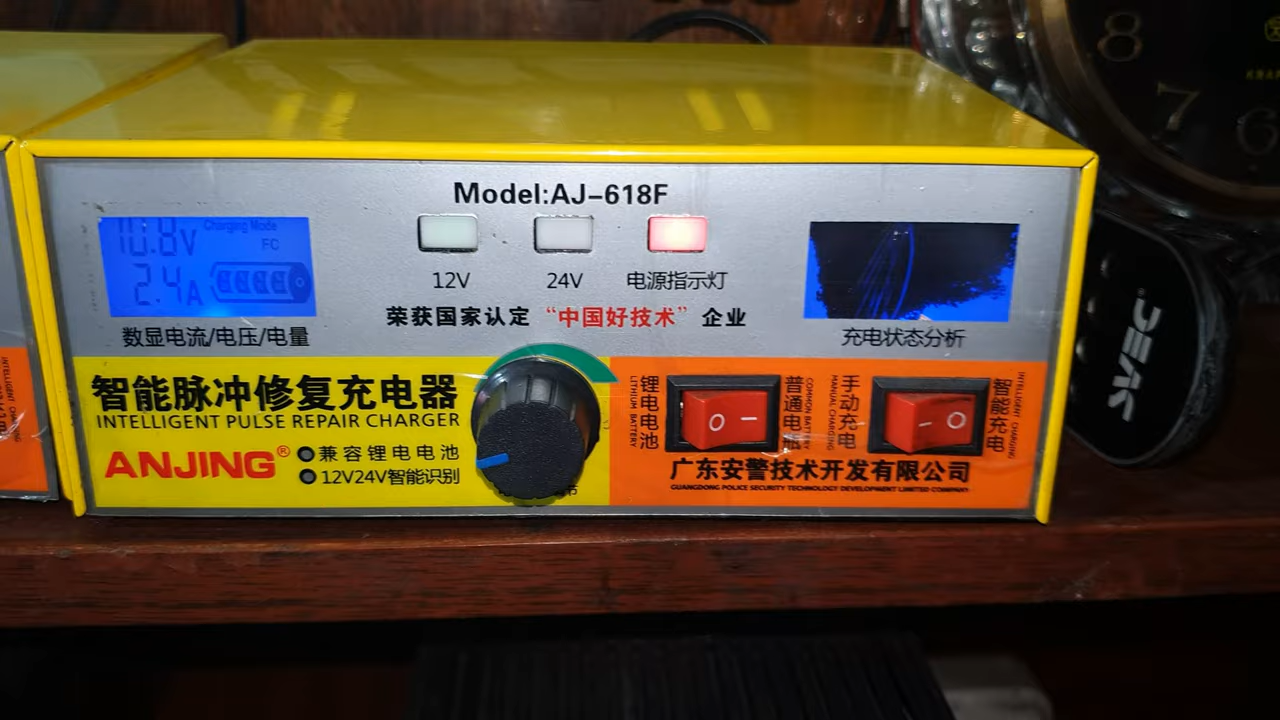 Model:AJ-618F
10.8V
Charging Mode
FC
2.4A
12V
24V
电源指示灯
数显电流/电压/电量
荣获国家认定“中国好技术”企业
充电状态分析
智能脉冲修复充电器
INTELLIGENT PULSE REPAIR CHARGER
ANJING®
兼容锂电电池
12V24V智能识别
节
锂电电池
LITHIUM BATTERY
O
—
普通电瓶
COMMON BATTERY
手动充电
MANUAL CHARGING
—
O
智能充电
INTELLIGENT CHARGING
广东安警技术开发有限公司
GUANGDONG POLICE SECURITY TECHNOLOGY DEVELOPMENT LIMITED COMPANY
8
7
6
INTELLIGENT CHARGING